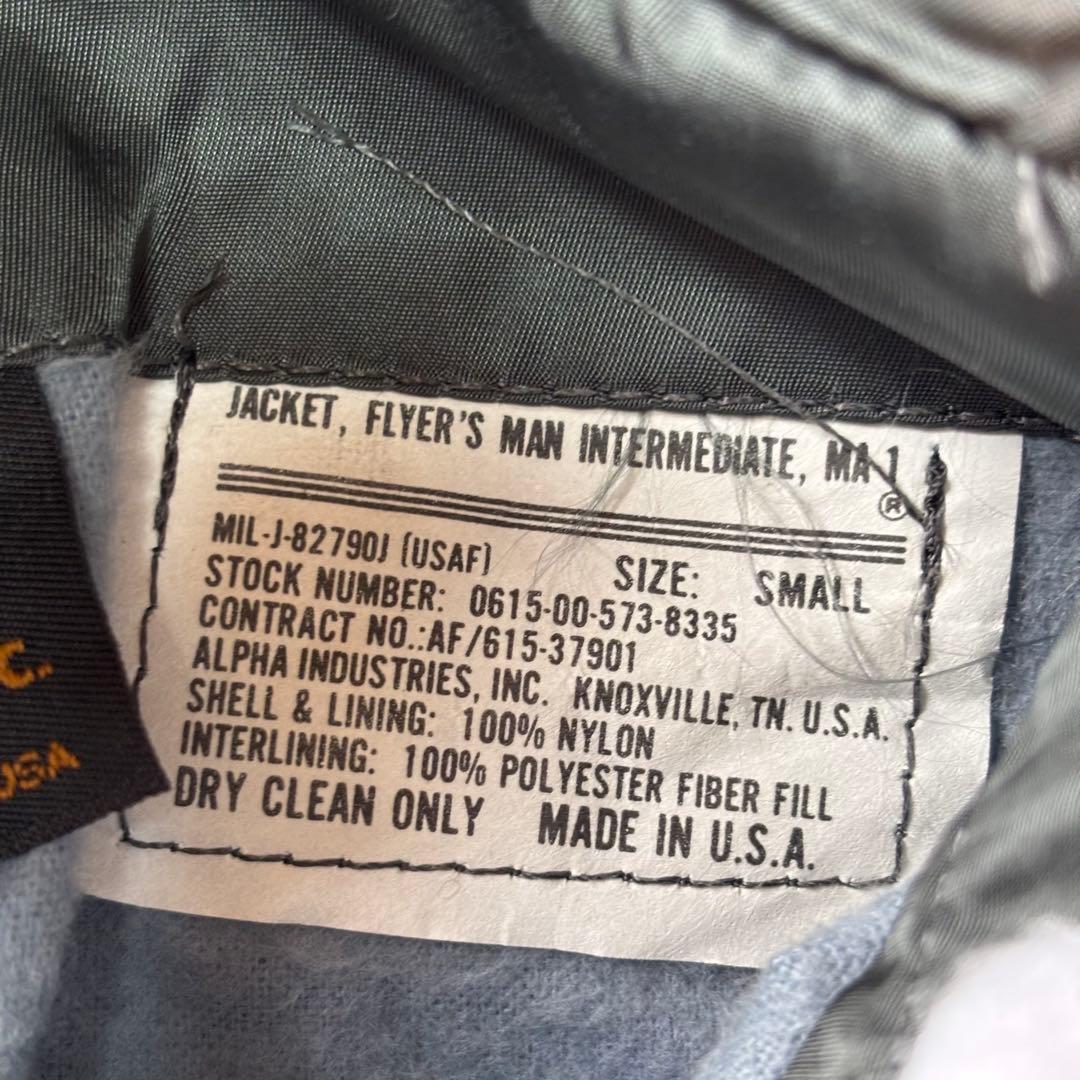 JACKET, FLYER'S MAN INTERMEDIATE, MA-1
®
MIL-J-82790J (USAF) SIZE: SMALL
STOCK NUMBER: 0615-00-573-8335
CONTRACT NO.:AF/615-37901
ALPHA INDUSTRIES, INC. KNOXVILLE, TN. U.S.A.
SHELL & LINING: 100% NYLON
INTERLINING: 100% POLYESTER FIBER FILL
DRY CLEAN ONLY MADE IN U.S.A.
C.
USA